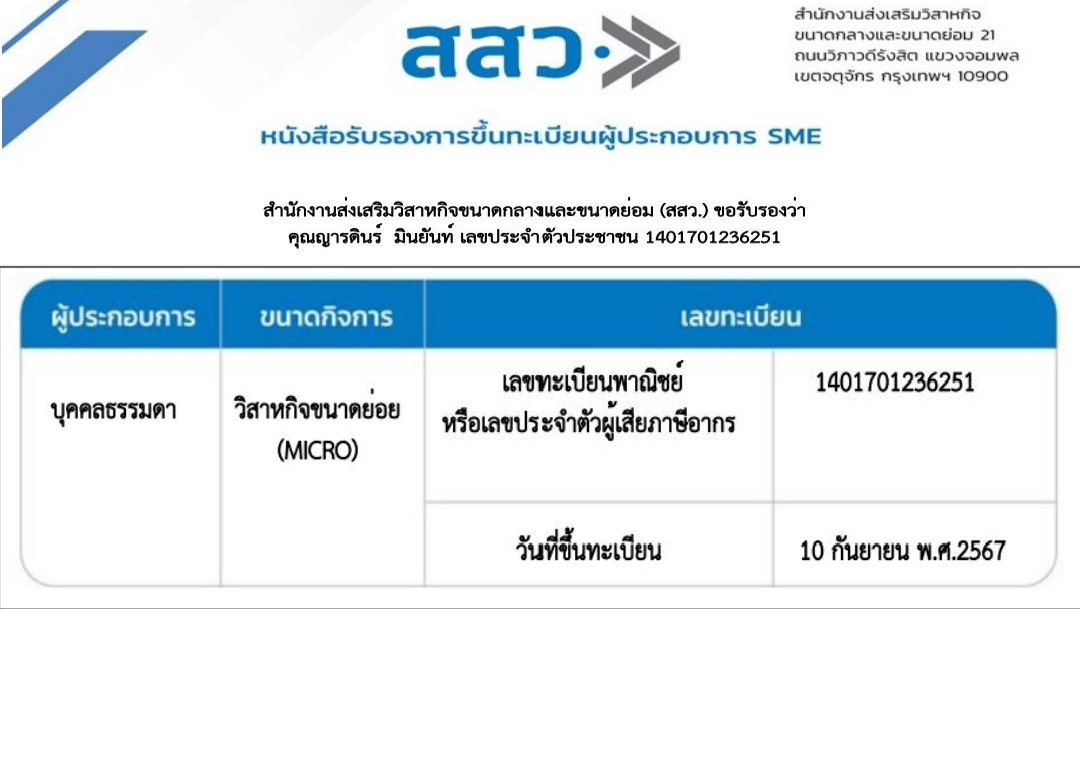 สสว.
สำนักงานส่งเสริมวิสาหกิจ
ขนาดกลางและขนาดย่อม 21
ถนนวิภาวดีรังสิต แขวงจอมพล
เขตจตุจักร กรุงเทพฯ 10900
หนังสือรับรองการขึ้นทะเบียนผู้ประกอบการ SME
สำนักงานส่งเสริมวิสาหกิจขนาดกลางและขนาดย่อม (สสว.) ขอรับรองว่า
คุณญารดินร์ มินยันท์ เลขประจำตัวประชาชน 1401701236251
ผู้ประกอบการ ขนาดกิจการ เลขทะเบียน
บุคคลธรรมดา
วิสาหกิจขนาดย่อย
(MICRO)
เลขทะเบียนพาณิชย์
หรือเลขประจำตัวผู้เสียภาษีอากร
1401701236251
วันที่ขึ้นทะเบียน
10 กันยายน พ.ศ.2567